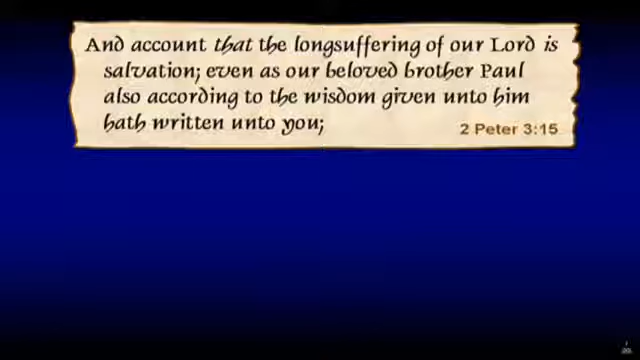 And account that the longsuffering of our Lord is
salvation; even as our beloved brother Paul
also according to the wisdom given unto him
hath written unto you;
2 Peter 3:15